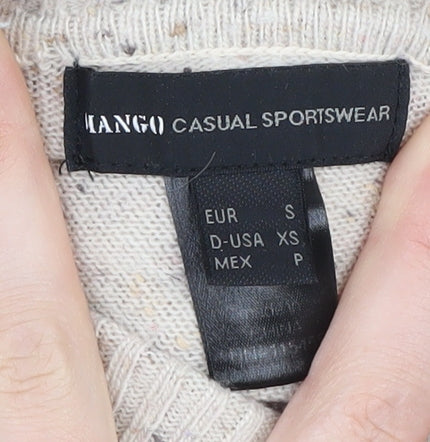 MANGO CASUAL SPORTSWEAR
EUR S
D-USA XS
MEX P